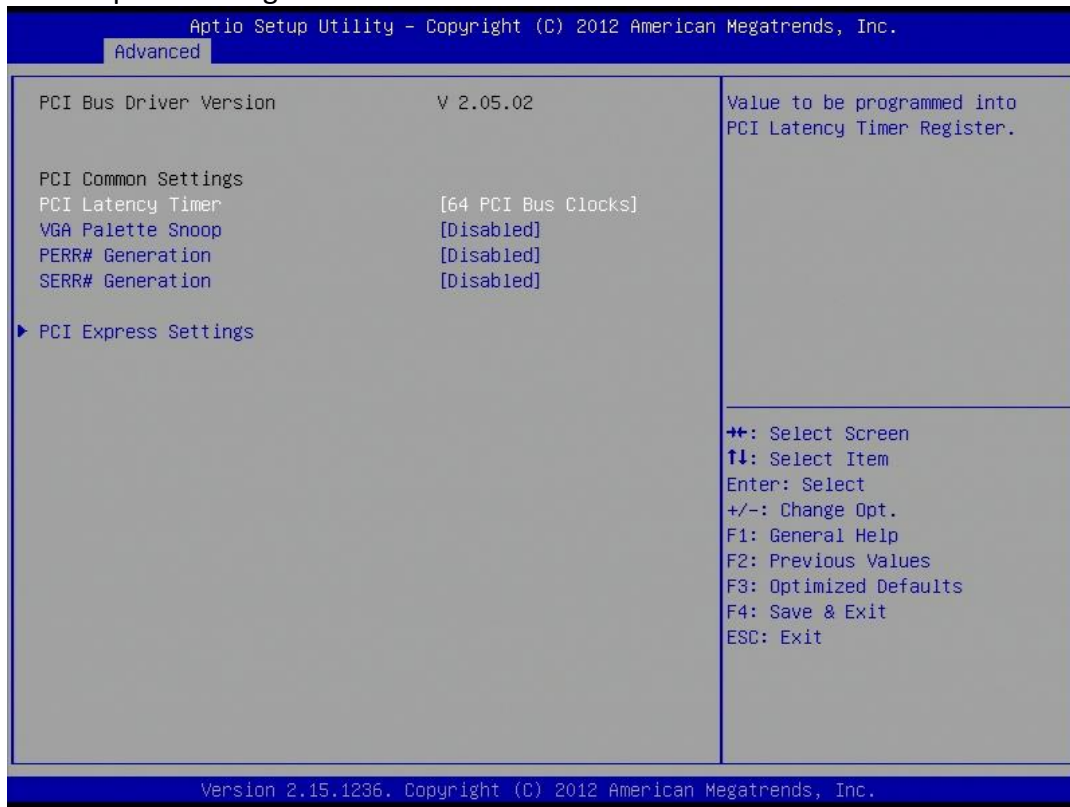 Aptio Setup Utility – Copyright (C) 2012 American Megatrends, Inc.
Advanced
PCI Bus Driver Version V 2.05.02
Value to be programmed into
PCI Latency Timer Register.
PCI Common Settings
PCI Latency Timer [64 PCI Bus Clocks]
VGA Palette Snoop [Disabled]
PERR# Generation [Disabled]
SERR# Generation [Disabled]
▶ PCI Express Settings
→←: Select Screen
↑↓: Select Item
Enter: Select
+/-: Change Opt.
F1: General Help
F2: Previous Values
F3: Optimized Defaults
F4: Save & Exit
ESC: Exit
Version 2.15.1236. Copyright (C) 2012 American Megatrends, Inc.